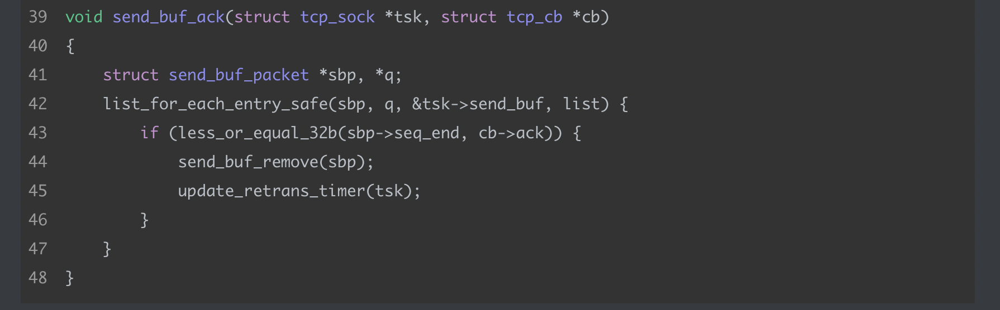 39 void send_buf_ack(struct tcp_sock *tsk, struct tcp_cb *cb)
40 {
41     struct send_buf_packet *sbp, *q;
42     list_for_each_entry_safe(sbp, q, &tsk->send_buf, list) {
43         if (less_or_equal_32b(sbp->seq_end, cb->ack)) {
44             send_buf_remove(sbp);
45             update_retrans_timer(tsk);
46         }
47     }
48 }